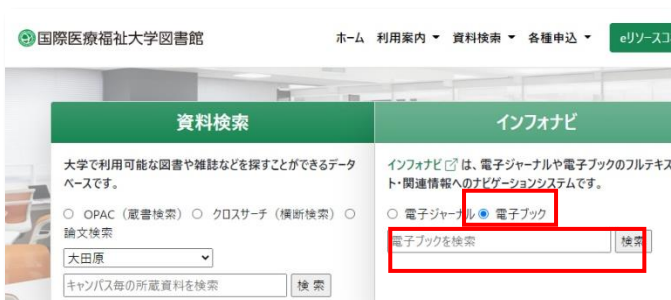 国際医療福祉大学図書館
ホーム 利用案内 資料検索 各種申込 eリソースコ
資料検索
大学で利用可能な図書や雑誌などを探すことができるデータ
ベースです。
OPAC（蔵書検索） クロスサーチ（横断検索）
論文検索
大田原
キャンパス毎の所蔵資料を検索 検 索
インフォナビ
インフォナビ は、電子ジャーナルや電子ブックのフルテキス
ト・関連情報へのナビゲーションシステムです。
電子ジャーナル 電子ブック
電子ブックを検索 検索